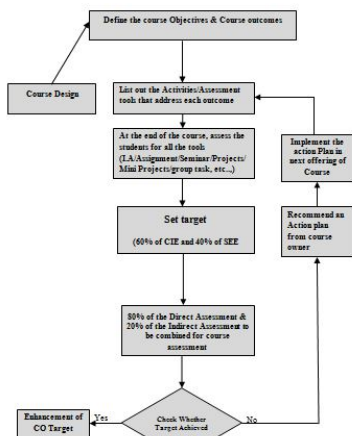 Define the course Objectives & Course outcomes
Course Design
List out the Activities/Assessment
tools that address each outcome
At the end of the course, assess the
students for all the tools
(I.A/Assignment/Seminar/Projects/
Mini Projects/group task, etc..,)
Implement the
action Plan in
next offering of
Course
Set target
(60% of CIE and 40% of SEE
Recommend an
Action plan
from course
owner
80% of the Direct Assessment &
20% of the Indirect Assessment to
be combined for course
assessment
Check Whether
Target Achieved
Yes
No
Enhancement of
CO Target